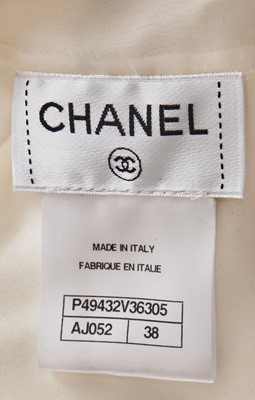 CHANEL
MADE IN ITALY
FABRIQUE EN ITALIE
P49432V36305
AJ052 38